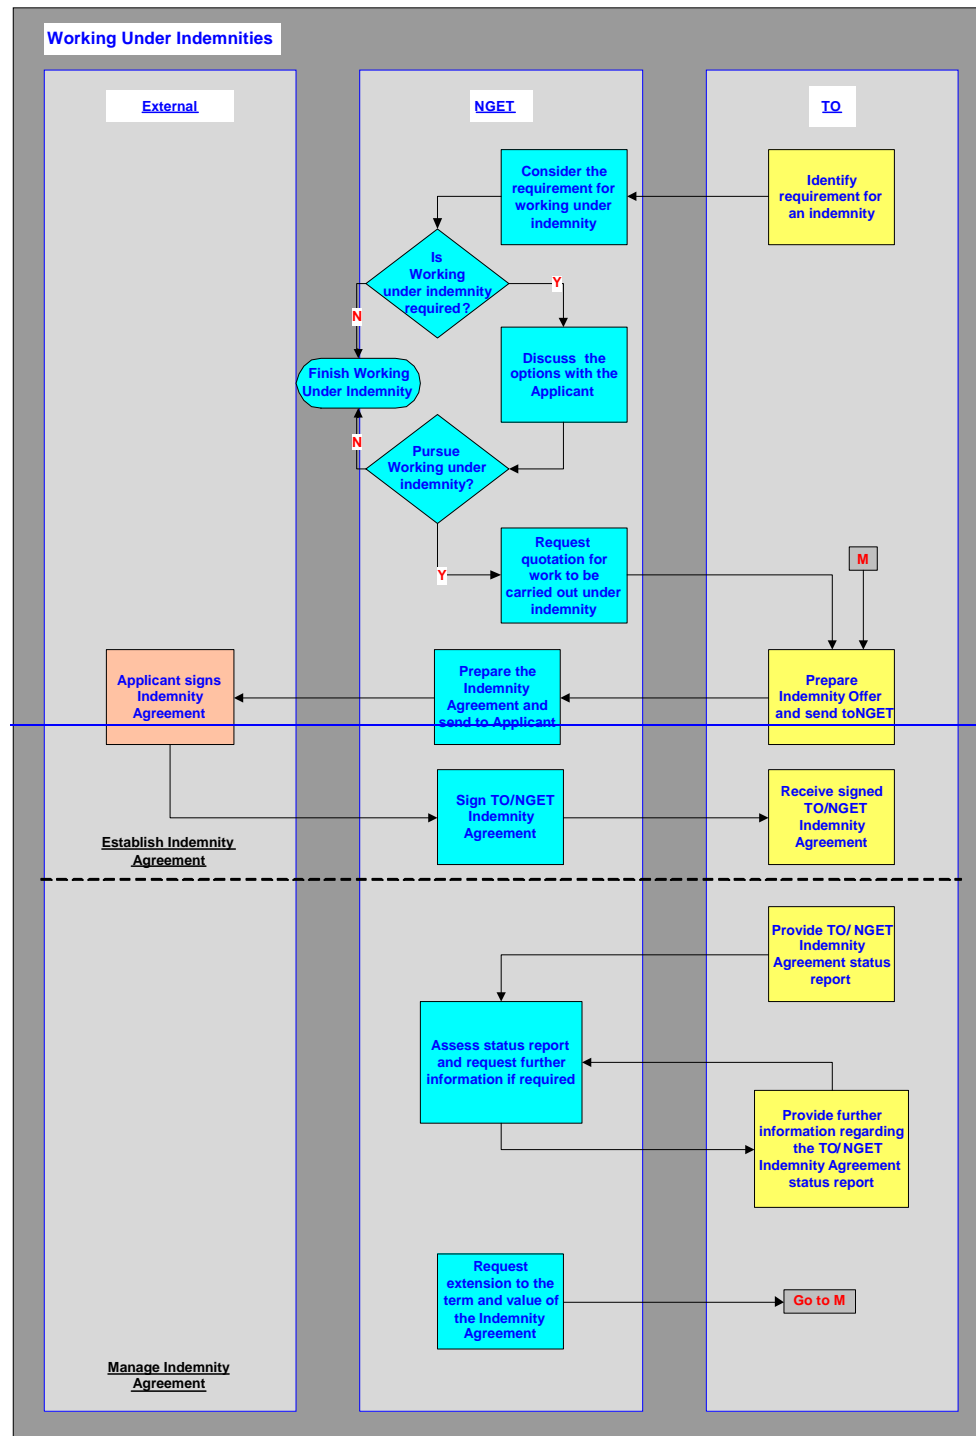 Working Under Indemnities
External
NGET
TO
Consider the
requirement for
working under
indemnity
Identify
requirement for
an indemnity
Is
Working
under indemnity
required?
Y
N
Discuss the
options with the
Applicant
Finish Working
Under Indemnity
N
Pursue
Working under
indemnity?
Y
Request
quotation for
work to be
carried out under
indemnity
M
Applicant signs
Indemnity
Agreement
Prepare the
Indemnity
Agreement and
send to Applicant
Prepare
Indemnity Offer
and send toNGET
Sign TO/NGET
Indemnity
Agreement
Receive signed
TO/NGET
Indemnity
Agreement
Establish Indemnity
Agreement
Provide TO/ NGET
Indemnity
Agreement status
report
Assess status report
and request further
information if required
Provide further
information regarding
the TO/NGET
Indemnity Agreement
status report
Request
extension to the
term and value of
the Indemnity
Agreement
Go to M
Manage Indemnity
Agreement